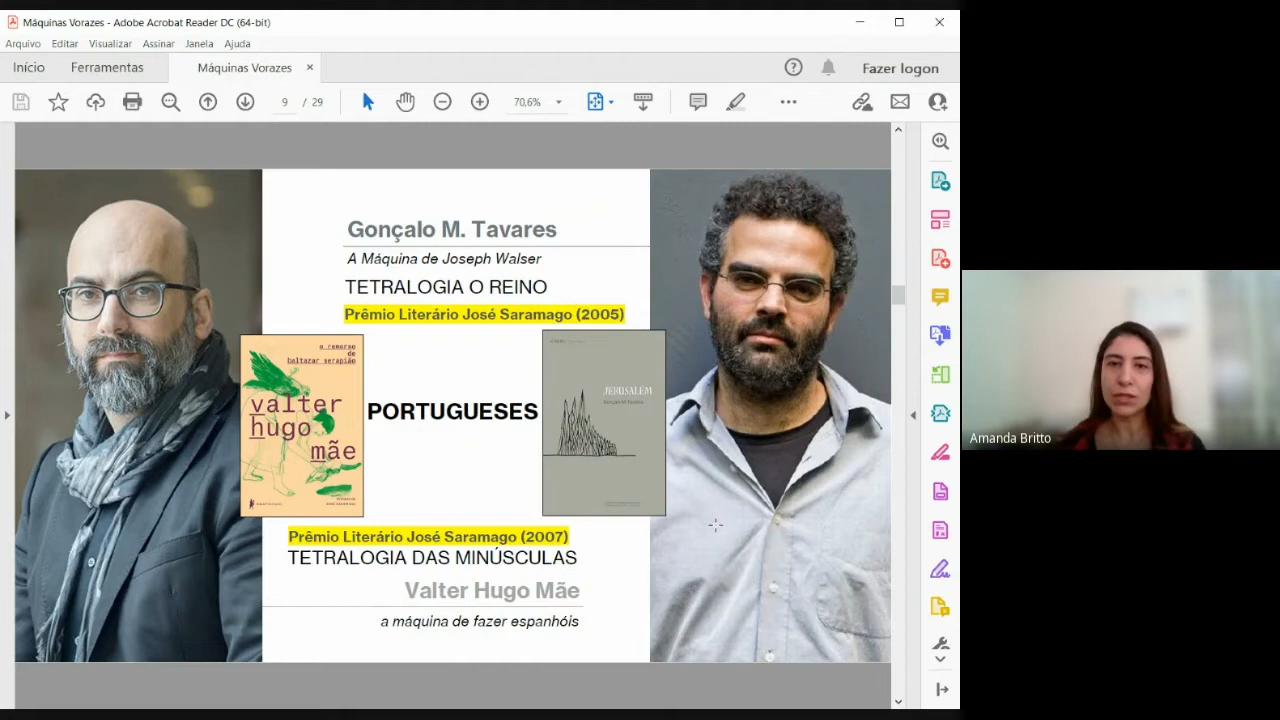 Máquinas Vorazes - Adobe Acrobat Reader DC (64-bit)
Arquivo Editar Visualizar Assinar Janela Ajuda
Início Ferramentas Máquinas Vorazes × Fazer logon
9 / 29 70,6%
Gonçalo M. Tavares
A Máquina de Joseph Walser
TETRALOGIA O REINO
Prêmio Literário José Saramago (2005)
o remorso
de
baltazar serapião
valter
hugo
mãe
PORTUGUESES
JERUSALÉM
Gonçalo M. Tavares
Prêmio Literário José Saramago (2007)
TETRALOGIA DAS MINÚSCULAS
Valter Hugo Mãe
a máquina de fazer espanhóis
Amanda Britto